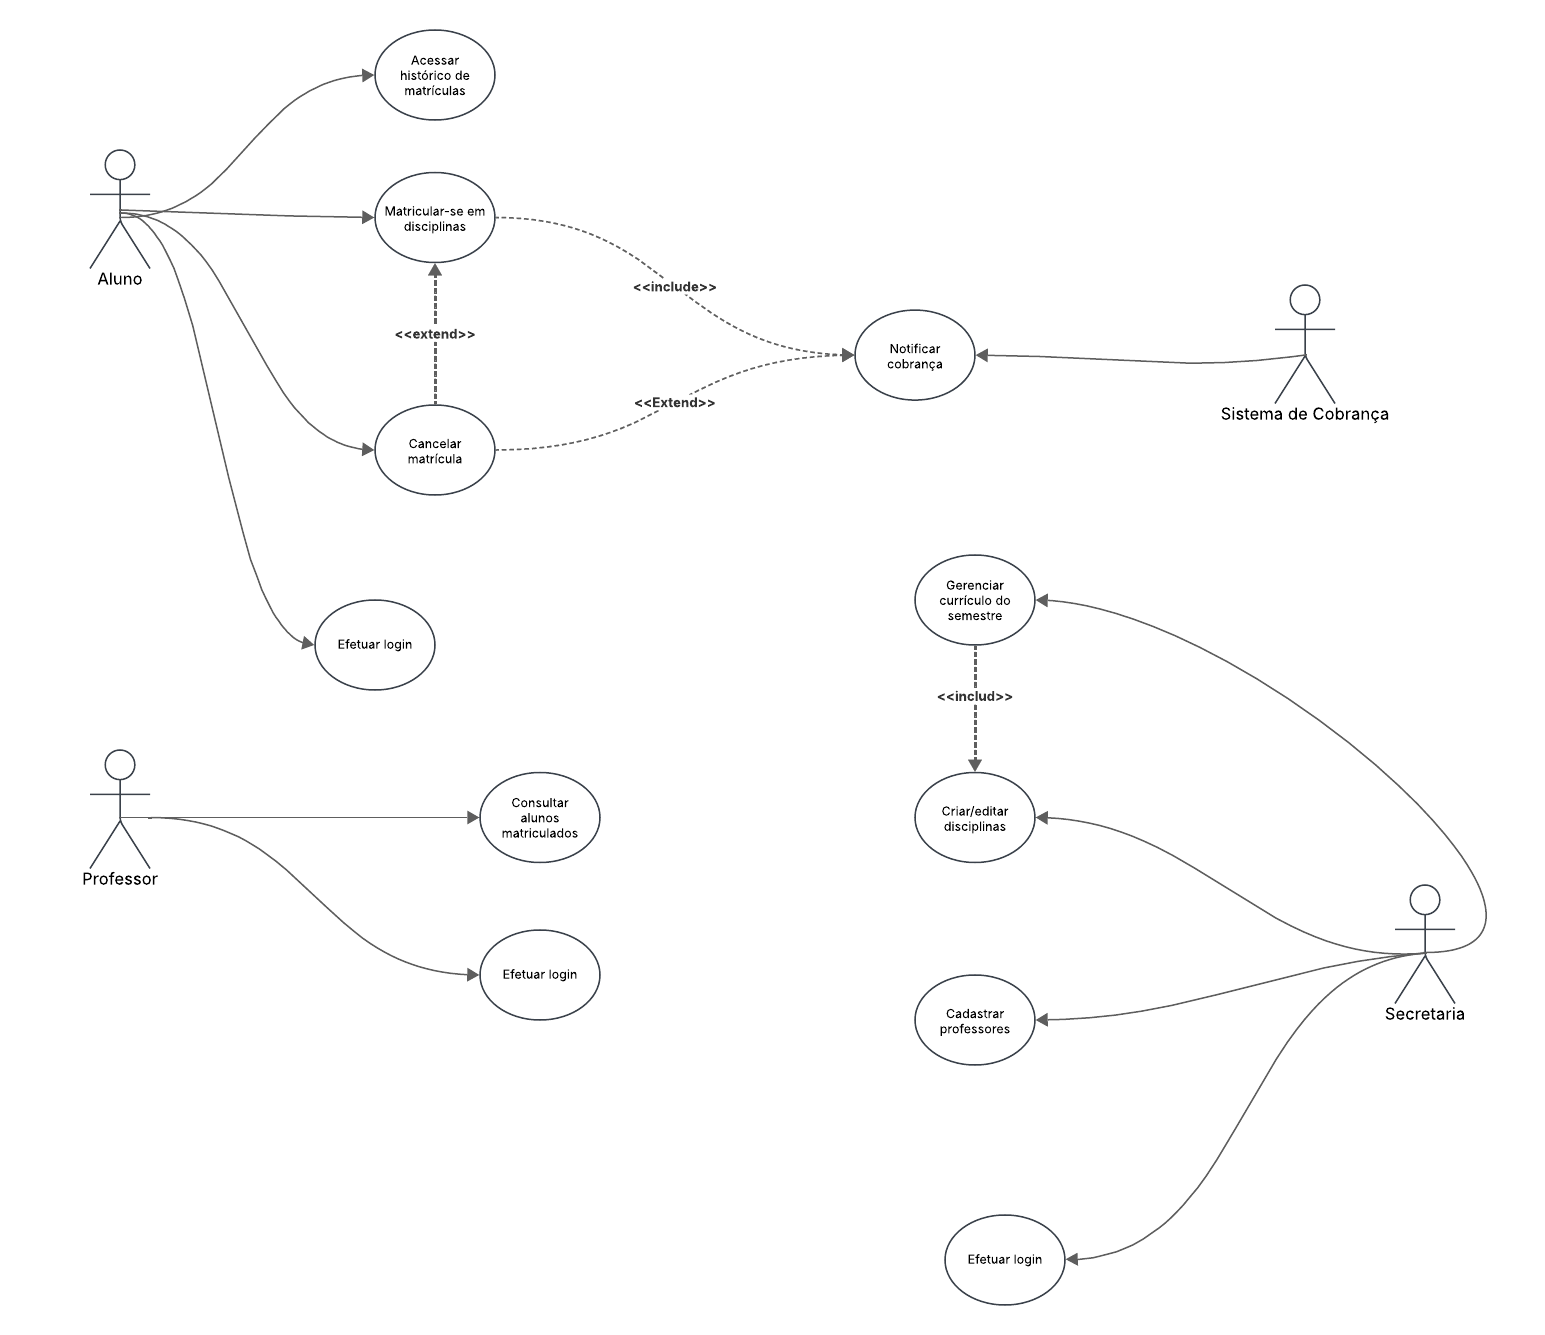 Acessar
histórico de
matrículas
Matricular-se em
disciplinas
Aluno
<<include>>
<<extend>>
Notificar
cobrança
Sistema de Cobrança
<<Extend>>
Cancelar
matrícula
Gerenciar
currículo do
semestre
Efetuar login
<<includ>>
Consultar
alunos
matriculados
Criar/editar
disciplinas
Professor
Efetuar login
Cadastrar
professores
Secretaria
Efetuar login